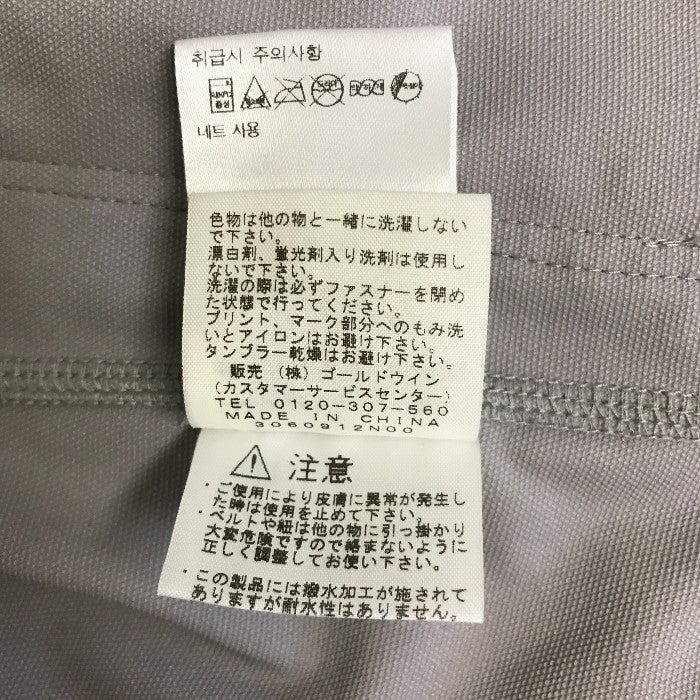 취급시 주의사항
네트 사용
色物は他の物と一緒に洗濯しない
で下さい。
漂白剤、蛍光剤入り洗剤は使用し
ないで下さい。
洗濯の際は必ずファスナーを閉め
た状態で行ってください。
プリント、マーク部分へのもみ洗
いとアイロンはお避け下さい。
タンブラー乾燥はお避け下さい。
販売 (株) ゴールドウイン
(カスタマーサービスセンター)
TEL 0120-307-560
MADE IN CHINA
3060912N00
注意
・ご使用により皮膚に異常が発生し
た時は使用を止めて下さい。
・ベルトや紐は他の物に引っ掛かり
大変危険ですので絡まないように
正しく調整してお使い下さい。
・この製品には撥水加工が施されて
ありますが耐水性はありません。